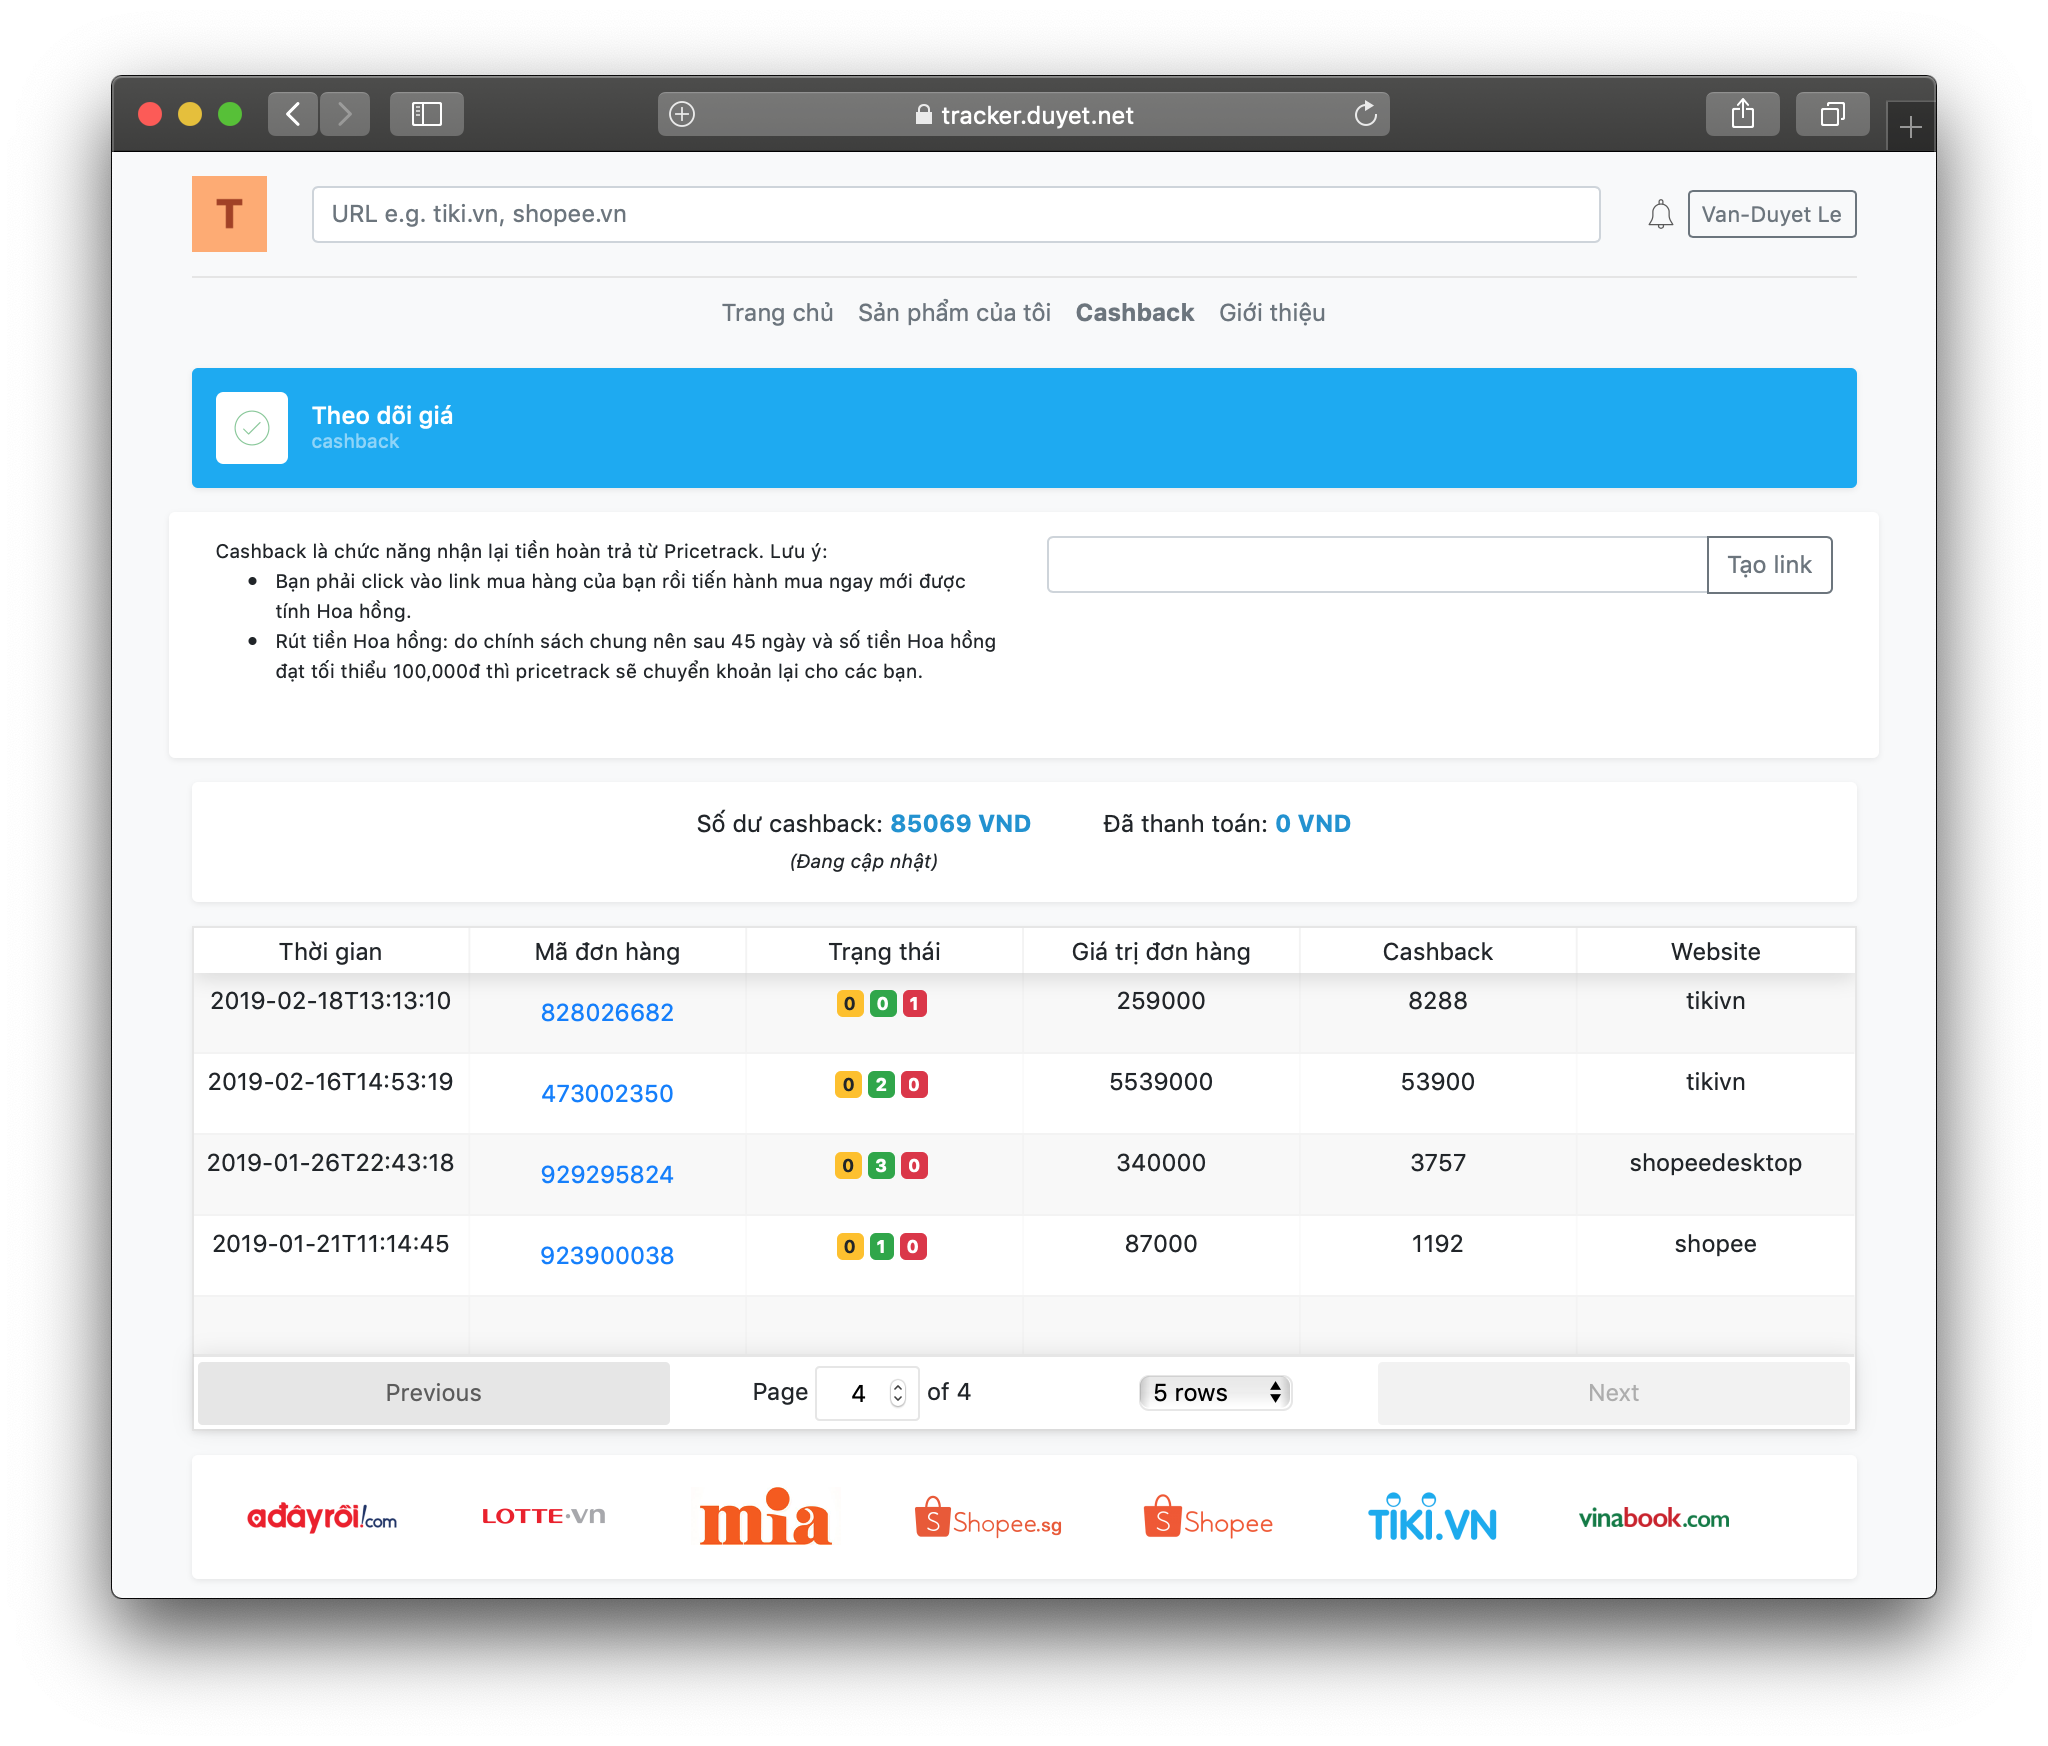 tracker.duyet.net
T
URL e.g. tiki.vn, shopee.vn
Van-Duyet Le
Trang chủ Sản phẩm của tôi Cashback Giới thiệu
Theo dõi giá
cashback
Cashback là chức năng nhận lại tiền hoàn trả từ Pricetrack. Lưu ý:
Bạn phải click vào link mua hàng của bạn rồi tiến hành mua ngay mới được
tính Hoa hồng.
Rút tiền Hoa hồng: do chính sách chung nên sau 45 ngày và số tiền Hoa hồng
đạt tối thiểu 100,000đ thì pricetrack sẽ chuyển khoản lại cho các bạn.
Tạo link
Số dư cashback: 85069 VND Đã thanh toán: 0 VND
(Đang cập nhật)
Thời gian Mã đơn hàng Trạng thái Giá trị đơn hàng Cashback Website
2019-02-18T13:13:10 828026682 0 0 1 259000 8288 tikivn
2019-02-16T14:53:19 473002350 0 2 0 5539000 53900 tikivn
2019-01-26T22:43:18 929295824 0 3 0 340000 3757 shopeedesktop
2019-01-21T11:14:45 923900038 0 1 0 87000 1192 shopee
Previous Page 4 of 4 5 rows Next
adâyrồi!com LOTTE.vn mia Shopee.sg Shopee TIKI.VN vinabook.com